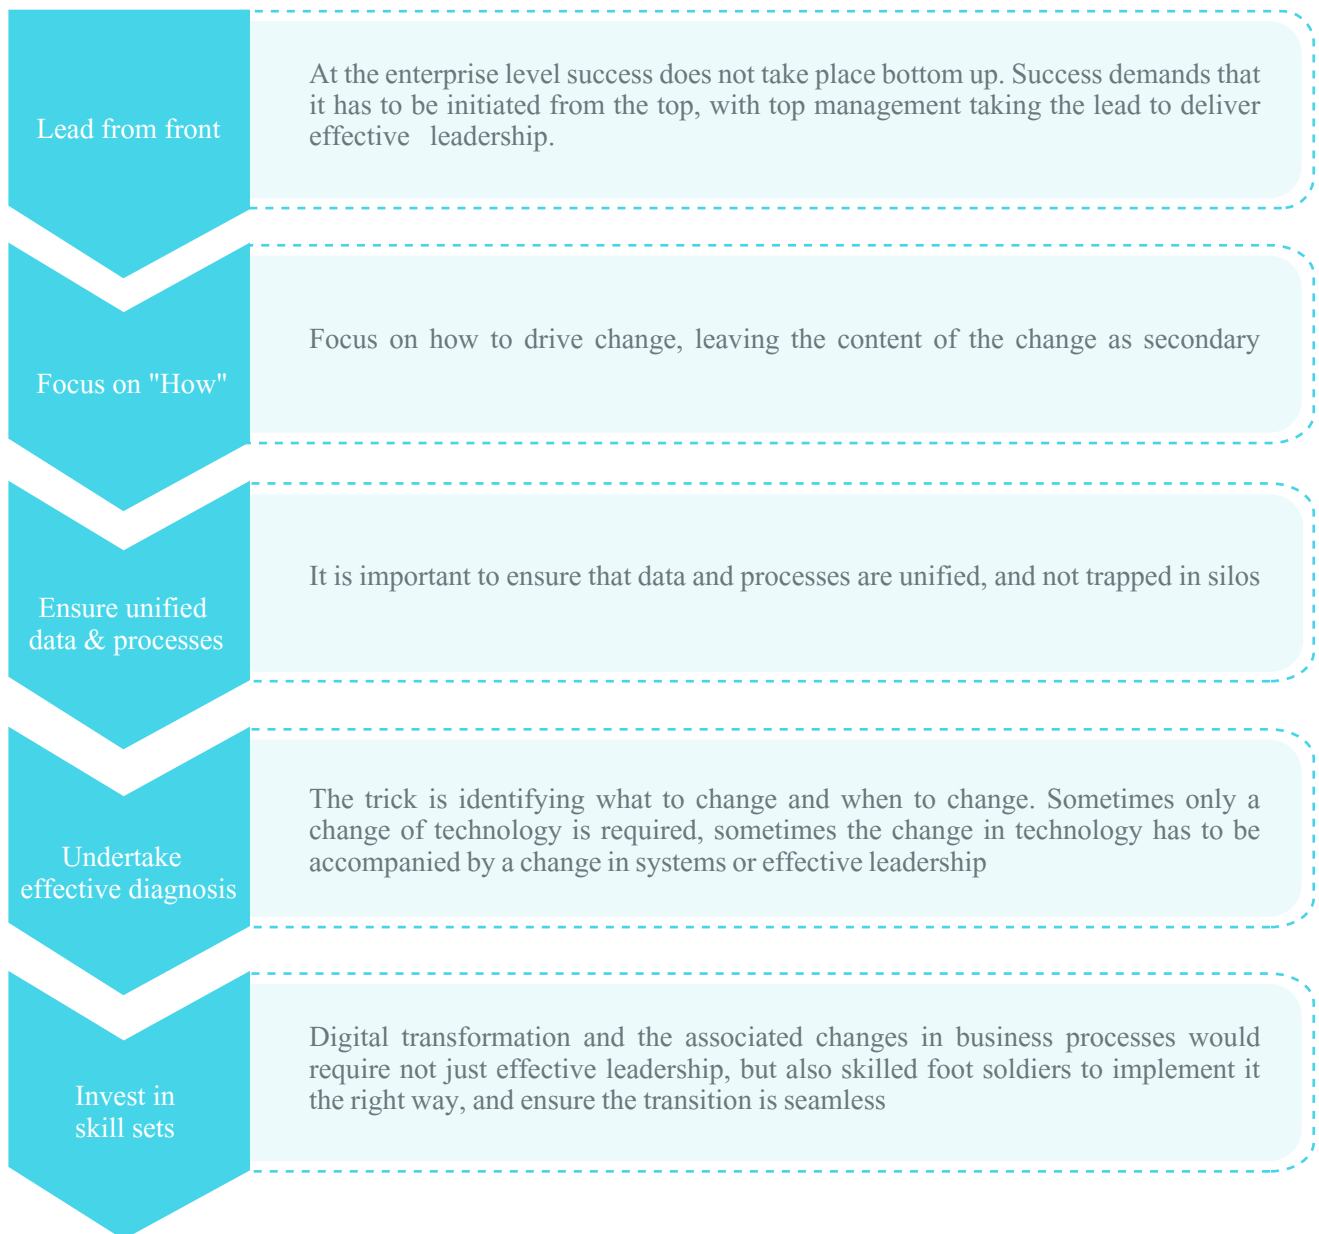 Lead from front
At the enterprise level success does not take place bottom up. Success demands that
it has to be initiated from the top, with top management taking the lead to deliver
effective leadership.
Focus on "How"
Focus on how to drive change, leaving the content of the change as secondary
Ensure unified
data & processes
It is important to ensure that data and processes are unified, and not trapped in silos
Undertake
effective diagnosis
The trick is identifying what to change and when to change. Sometimes only a
change of technology is required, sometimes the change in technology has to be
accompanied by a change in systems or effective leadership
Invest in
skill sets
Digital transformation and the associated changes in business processes would
require not just effective leadership, but also skilled foot soldiers to implement it
the right way, and ensure the transition is seamless